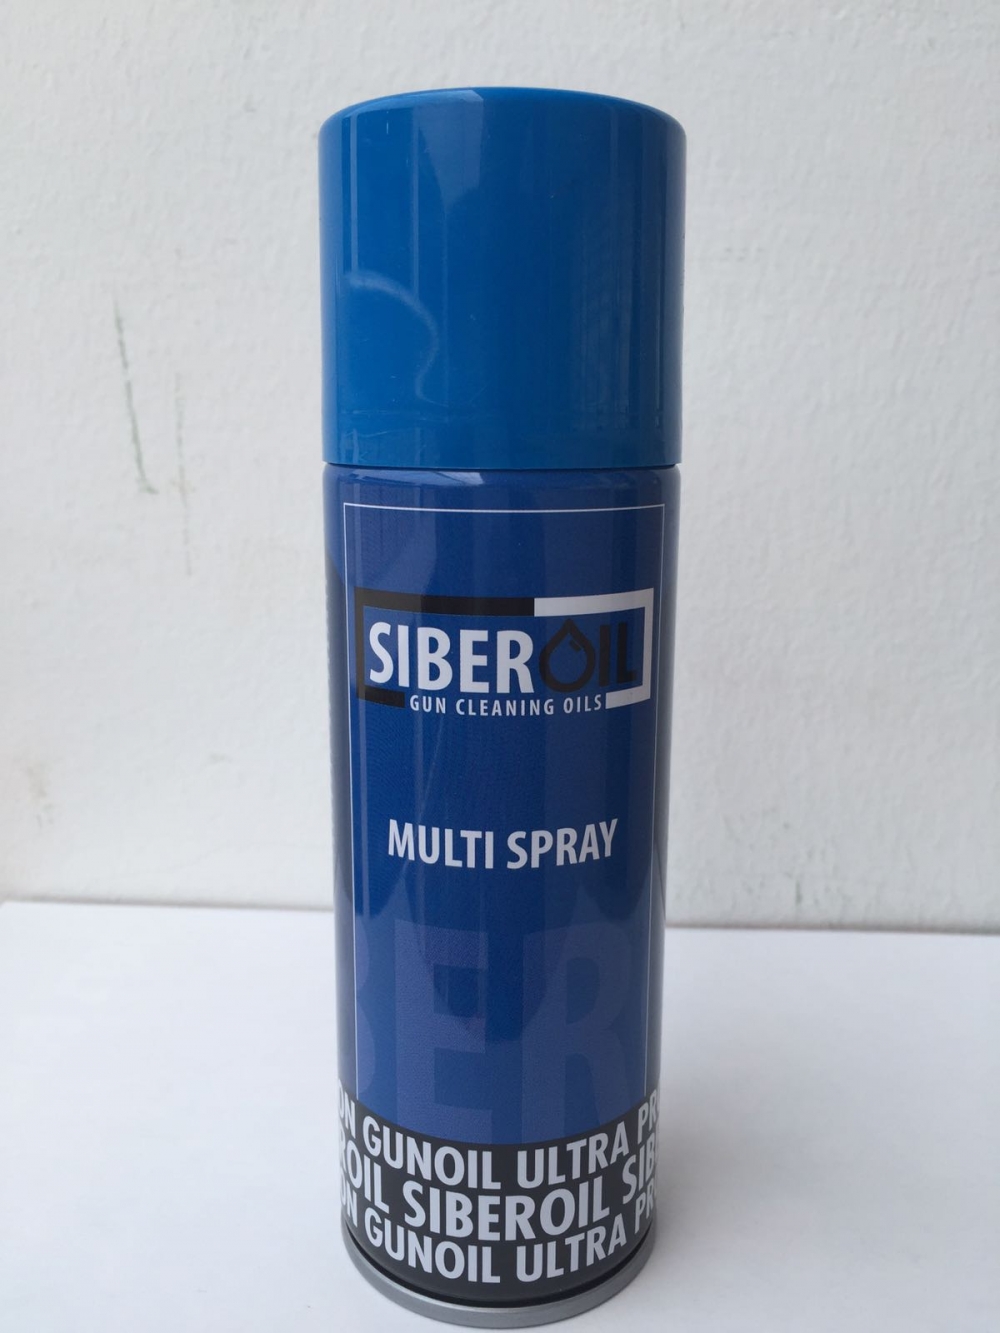 SIBEROIL
GUN CLEANING OILS
MULTI SPRAY
GUNOIL ULTRA
SIBEROIL
GUNOIL ULTRA